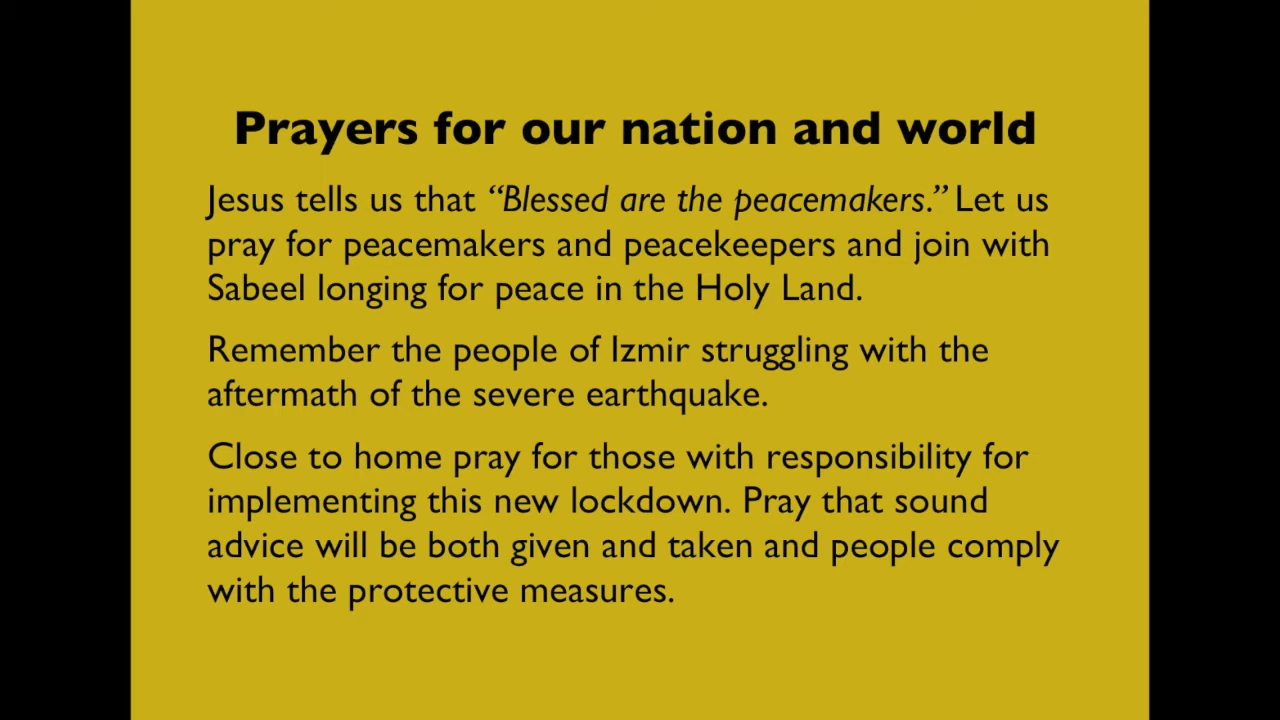 Prayers for our nation and world
Jesus tells us that “Blessed are the peacemakers.” Let us
pray for peacemakers and peacekeepers and join with
Sabeel longing for peace in the Holy Land.
Remember the people of Izmir struggling with the
aftermath of the severe earthquake.
Close to home pray for those with responsibility for
implementing this new lockdown. Pray that sound
advice will be both given and taken and people comply
with the protective measures.